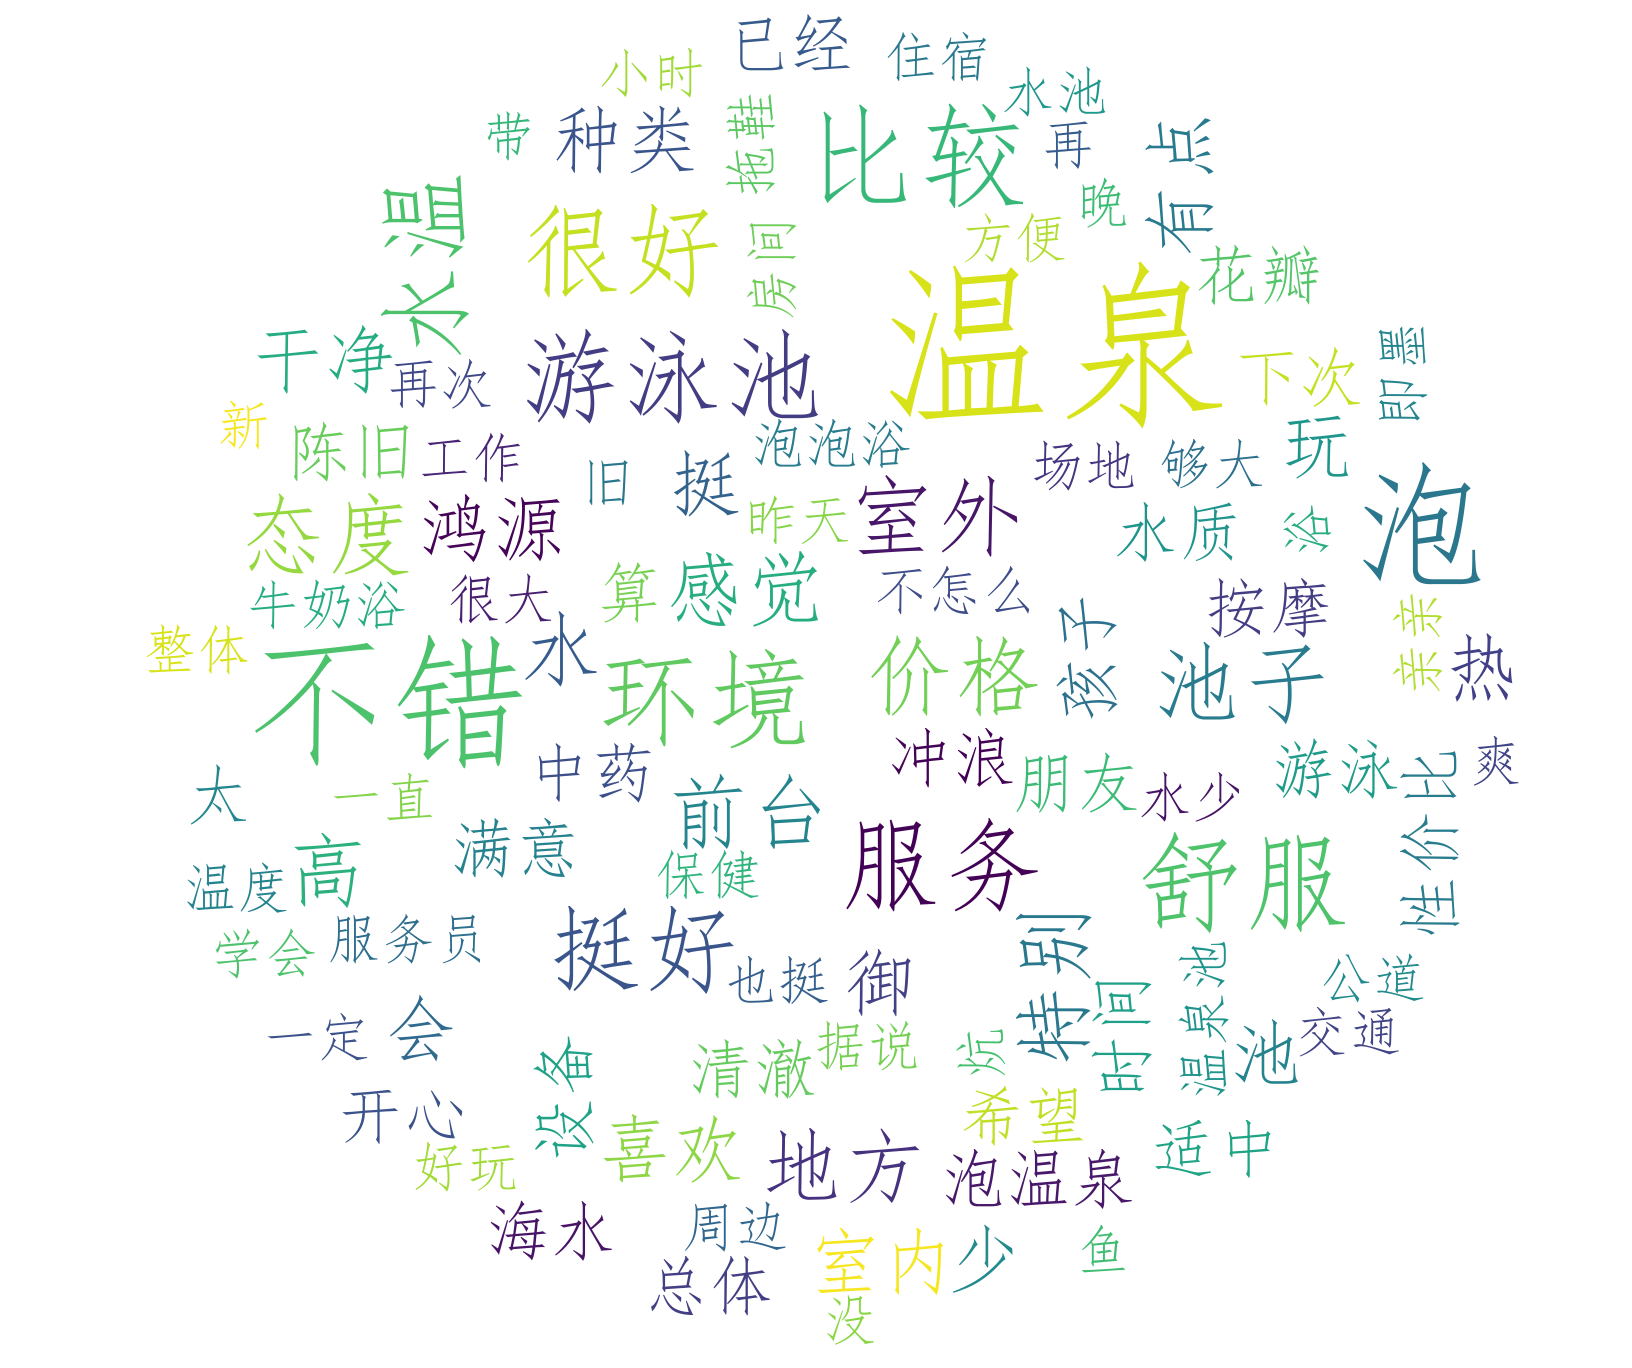 已经
住宿
小时
水池
带
种类
拖鞋
比较
再
有点
水温
很好
房间
方便
晚
花瓣
温泉
干净
再次
游泳池
下次
即墨
新
陈旧
工作
旧
挺
泡泡浴
场地
够大
玩
泡
态度
鸿源
昨天
室外
水质
浴
牛奶浴
很大
算
感觉
不怎么
孩子
按摩
亲亲
整体
不错
水
环境
价格
池子
热
太
一直
中药
前台
冲浪
朋友
水少
游泳
性价比
爽
温度
高
满意
保健
服务
舒服
学会
服务员
挺好
也挺
御
特别
时间
温泉池
公道
一定
会
设备
清澈
据说
炕
池
交通
开心
好玩
喜欢
地方
希望
泡温泉
适中
海水
周边
总体
室内
少
鱼
没